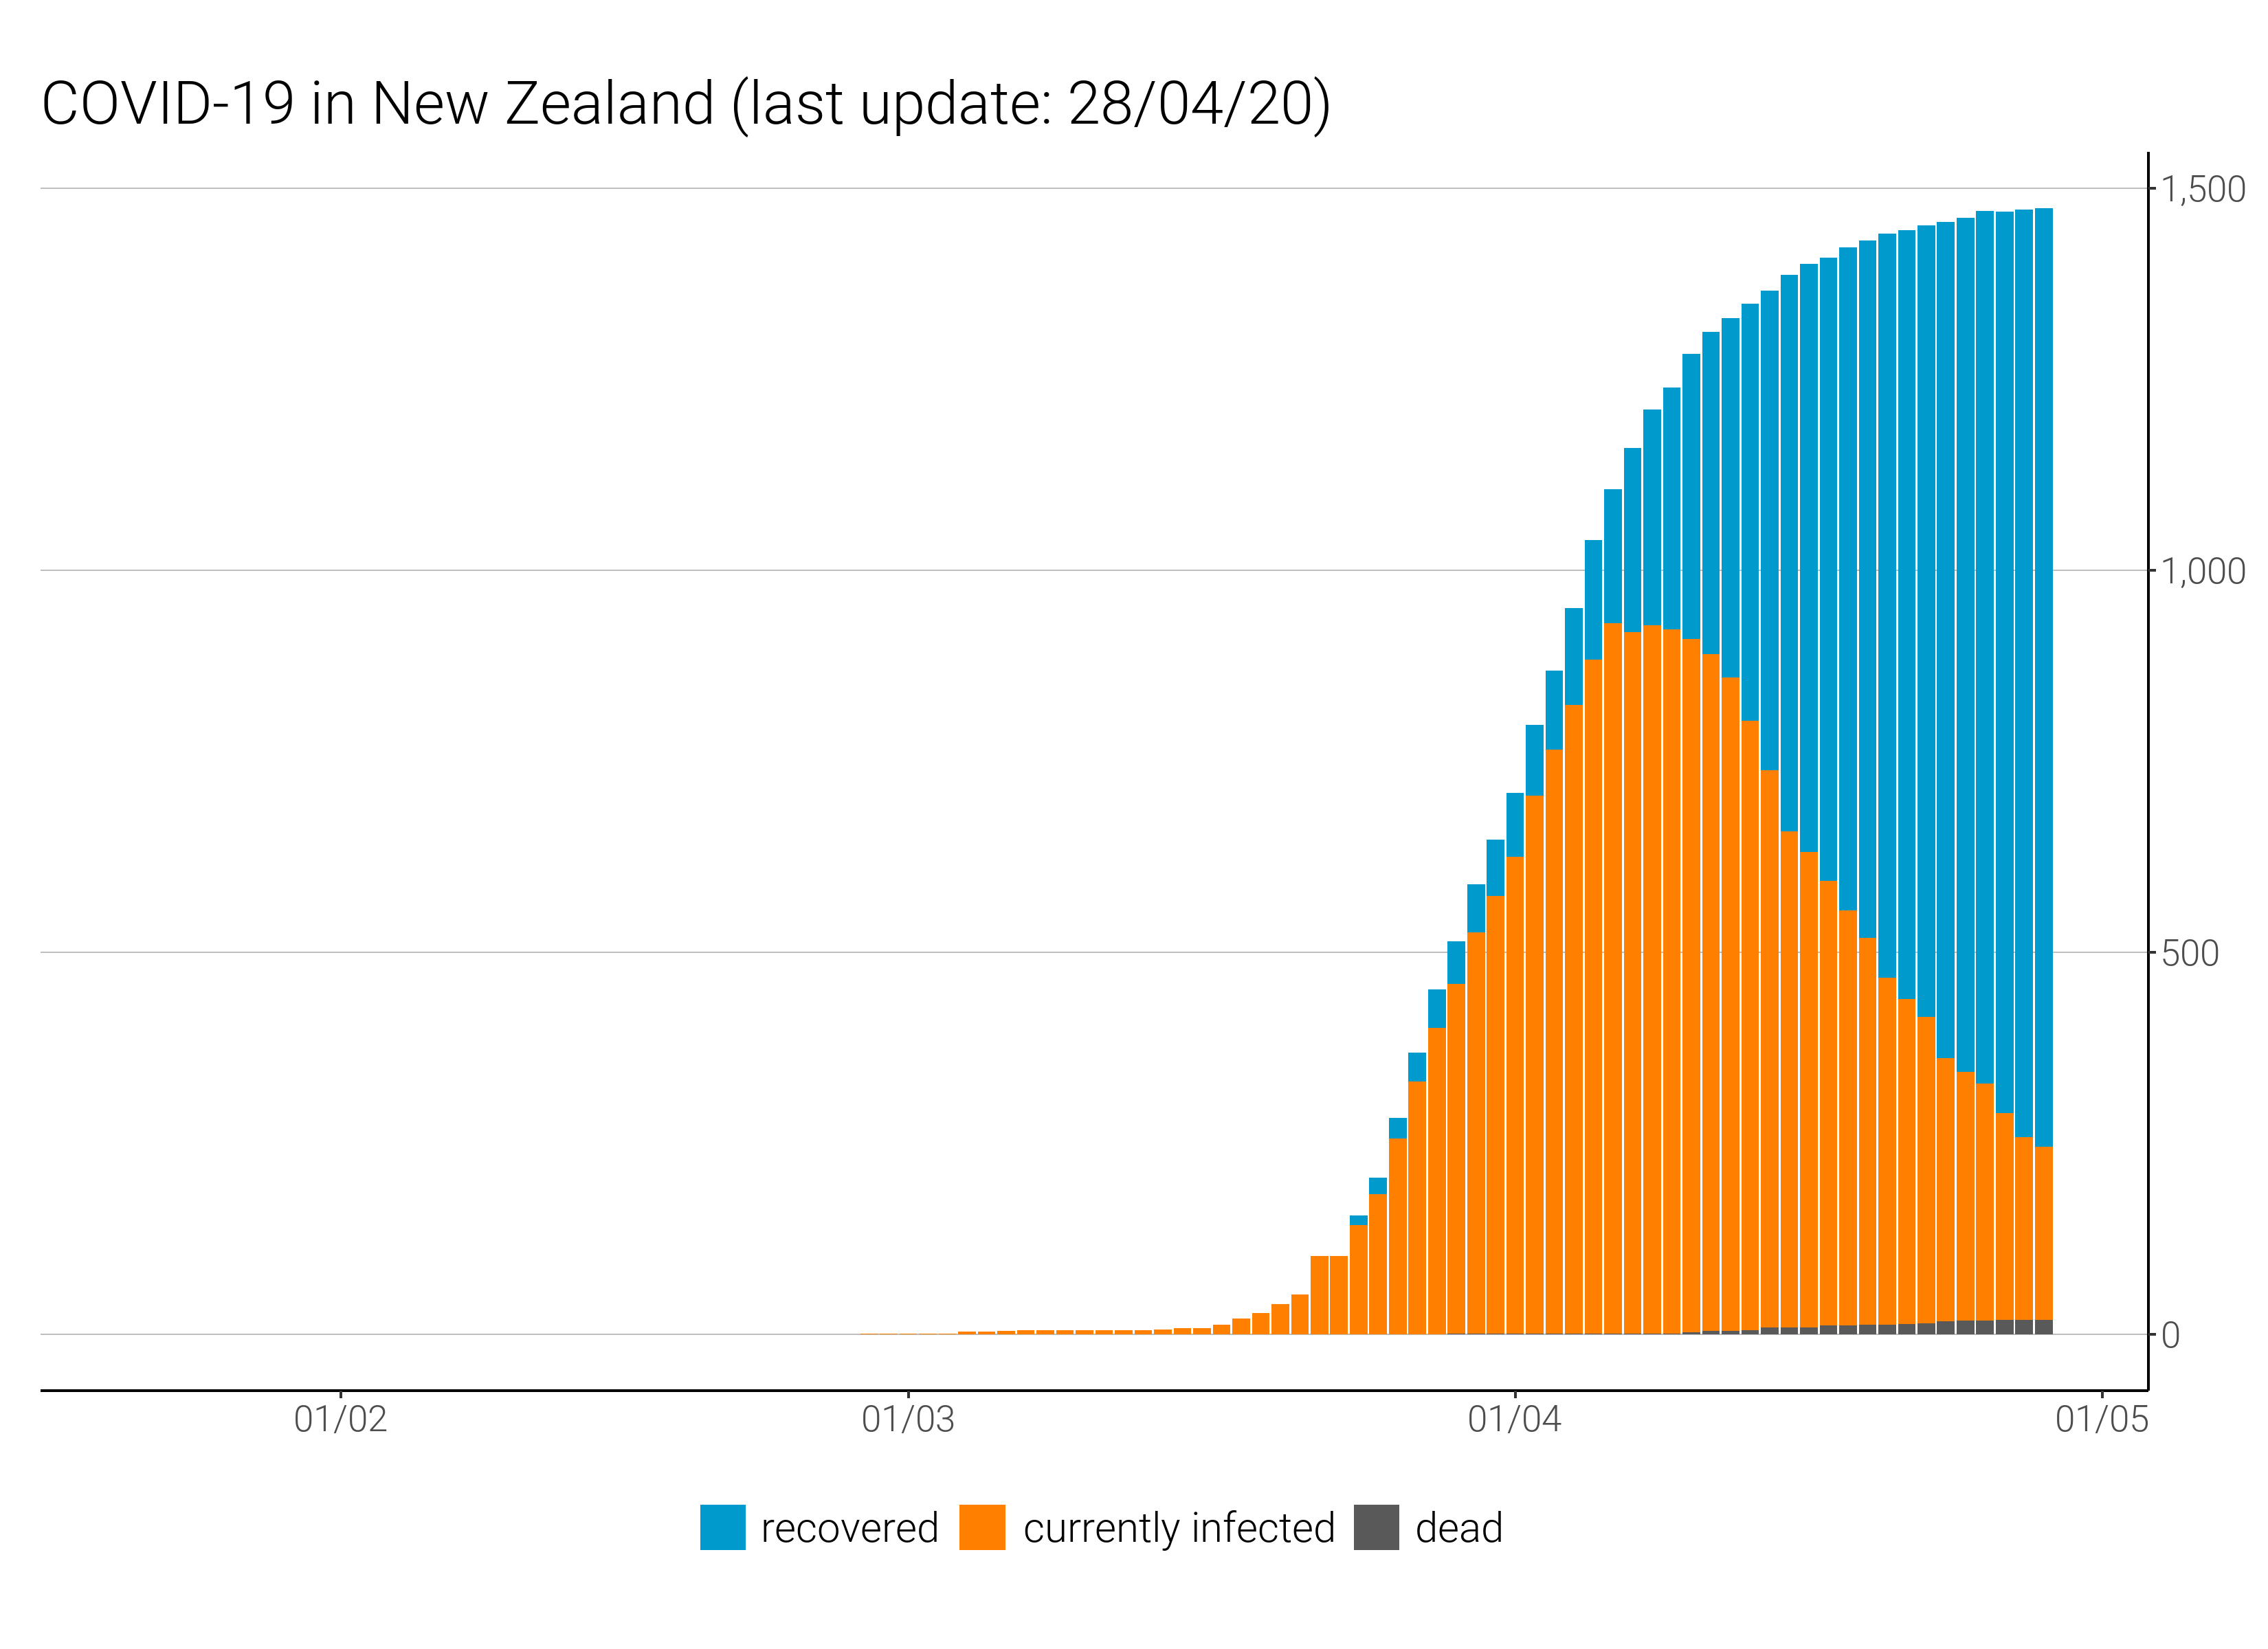 COVID-19 in New Zealand (last update: 28/04/20)
1,500
1,000
500
0
01/02 01/03 01/04 01/05
recovered currently infected dead